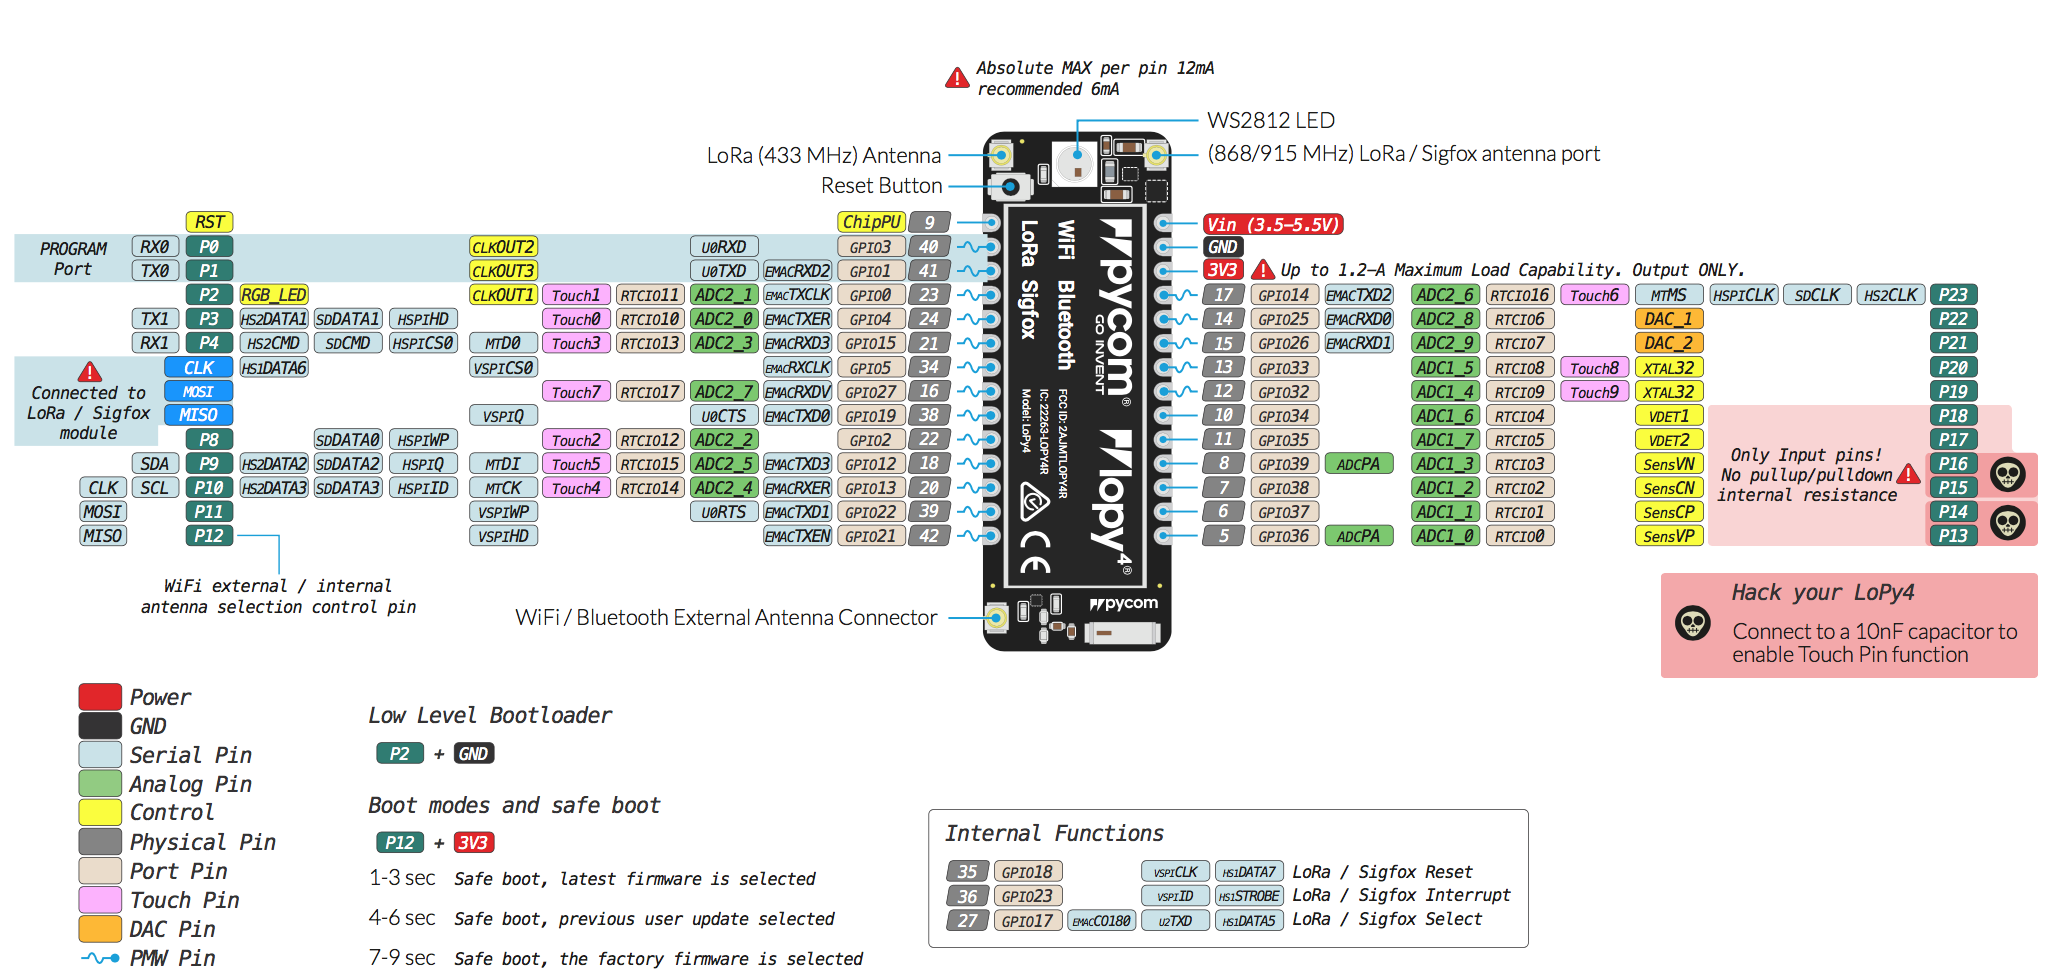 Absolute MAX per pin 12mA
recommended 6mA
WS2812 LED
LoRa (433 MHz) Antenna
(868/915 MHz) LoRa / Sigfox antenna port
Reset Button
RST ChipPU 9 Vin (3.5–5.5V)
PROGRAM
Port
RX0 P0 CLKOUT2 U0RXD GPIO3 40 GND
TX0 P1 CLKOUT3 U0TXD EMACRXD2 GPIO1 41 3V3 Up to 1.2–A Maximum Load Capability. Output ONLY.
P2 RGB_LED CLKOUT1 Touch1 RTCIO11 ADC2_1 EMACTXCLK GPIO0 23 17 GPIO14 EMACTXD2 ADC2_6 RTCIO16 Touch6 MTMS HSPICLK SDCLK HS2CLK P23
TX1 P3 HS2DATA1 SDDATA1 HSPIHD Touch0 RTCIO10 ADC2_0 EMACTXER GPIO4 24 14 GPIO25 EMACRXD0 ADC2_8 RTCIO6 DAC_1 P22
RX1 P4 HS2CMD SDCMD HSPICS0 MTDO Touch3 RTCIO13 ADC2_3 EMACRXD3 GPIO15 21 15 GPIO26 EMACRXD1 ADC2_9 RTCIO7 DAC_2 P21
CLK HS1DATA6 VSPICS0 EMACRXCLK GPIO5 34 13 GPIO33 ADC1_5 RTCIO8 Touch8 XTAL32 P20
Connected to
LoRa / Sigfox
module
MOSI Touch7 RTCIO17 ADC2_7 EMACRXDV GPIO27 16 12 GPIO32 ADC1_4 RTCIO9 Touch9 XTAL32 P19
MISO VSPIQ U0CTS EMACTXD0 GPIO19 38 10 GPIO34 ADC1_6 RTCIO4 VDET1 P18
P8 SDDATA0 HSPIWP Touch2 RTCIO12 ADC2_2 GPIO2 22 11 GPIO35 ADC1_7 RTCIO5 VDET2 P17
SDA P9 HS2DATA2 SDDATA2 HSPIQ MTDI Touch5 RTCIO15 ADC2_5 EMACTXD3 GPIO12 18 8 GPIO39 ADCPA ADC1_3 RTCIO3 SensVN P16
CLK SCL P10 HS2DATA3 SDDATA3 HSPIID MTCK Touch4 RTCIO14 ADC2_4 EMACRXER GPIO13 20 7 GPIO38 ADC1_2 RTCIO2 SensCN P15
MOSI P11 VSPIWP U0RTS EMACTXD1 GPIO22 39 6 GPIO37 ADC1_1 RTCIO1 SensCP P14
MISO P12 VSPIHD EMACTXEN GPIO21 42 5 GPIO36 ADCPA ADC1_0 RTCIO0 SensVP P13
Only Input pins!
No pullup/pulldown
internal resistance
LoRa Sigfox
WiFi Bluetooth
pycom®
GO INVENT
lopy4®
FCC ID: 2AJMTLOPY4R
IC: 22263-LOPY4R
Model: LoPy4
CE
pycom
WiFi external / internal
antenna selection control pin
WiFi / Bluetooth External Antenna Connector
Hack your LoPy4
Connect to a 10nF capacitor to
enable Touch Pin function
Power
GND
Serial Pin
Analog Pin
Control
Physical Pin
Port Pin
Touch Pin
DAC Pin
PMW Pin
Low Level Bootloader
P2 + GND
Boot modes and safe boot
P12 + 3V3
1-3 sec Safe boot, latest firmware is selected
4-6 sec Safe boot, previous user update selected
7-9 sec Safe boot, the factory firmware is selected
Internal Functions
35 GPIO18 VSPICLK HS1DATA7 LoRa / Sigfox Reset
36 GPIO23 VSPIID HS1STROBE LoRa / Sigfox Interrupt
27 GPIO17 EMACCO180 U2TXD HS1DATA5 LoRa / Sigfox Select